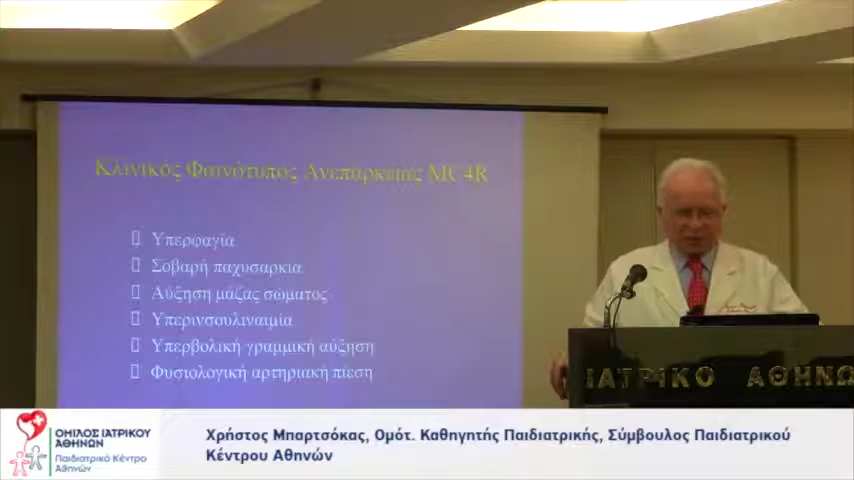 Κλινικός Φαινότυπος Ανεπάρκειας MC4R
Υπερφαγία
Σοβαρή παχυσαρκία
Αύξηση μάζας σώματος
Υπερινσουλιναιμία
Υπερβολική γραμμική αύξηση
Φυσιολογική αρτηριακή πίεση
ΙΑΤΡΙΚΟ ΑΘΗΝΩΝ
ΟΜΙΛΟΣ ΙΑΤΡΙΚΟΥ
ΑΘΗΝΩΝ
Παιδιατρικό Κέντρο
Αθηνών
Χρήστος Μπαρτσόκας, Ομότ. Καθηγητής Παιδιατρικής, Σύμβουλος Παιδιατρικού
Κέντρου Αθηνών